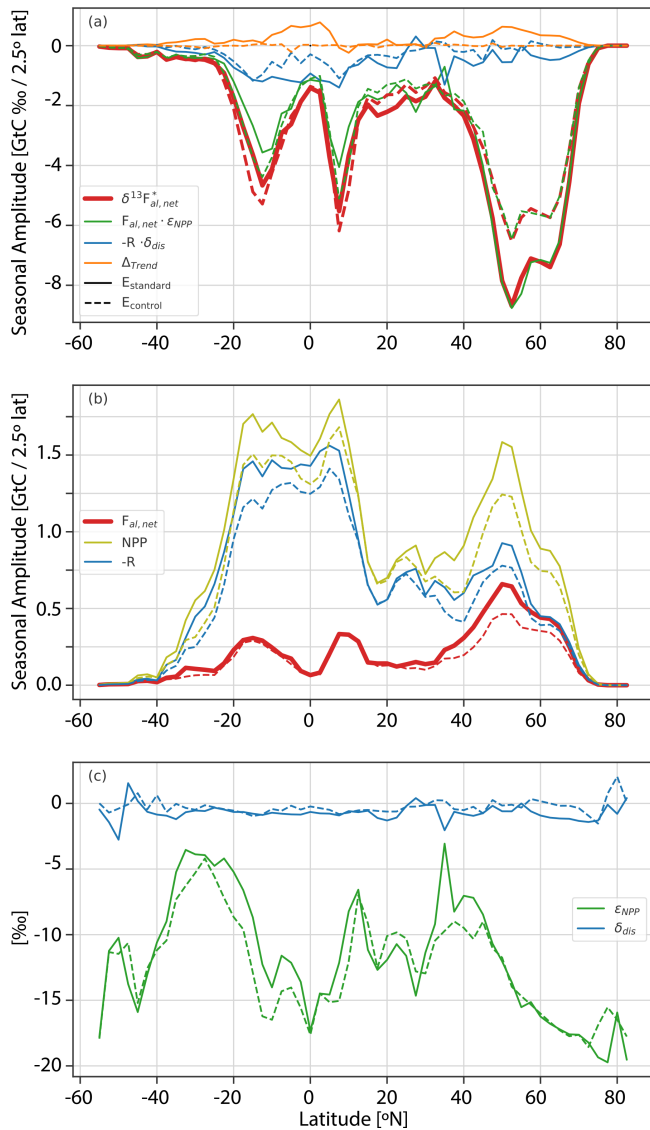 (a)
Seasonal Amplitude [GtC ‰ / 2.5º lat]
0
-2
-4
-6
-8
δ¹³F*al,net
Fal,net · εNPP
-R · δdis
ΔTrend
Estandard
Econtrol
-60 -40 -20 0 20 40 60 80
(b)
Seasonal Amplitude [GtC / 2.5º lat]
1.5
1.0
0.5
0.0
Fal,net
NPP
-R
-60 -40 -20 0 20 40 60 80
(c)
[‰]
0
-5
-10
-15
-20
εNPP
δdis
-60 -40 -20 0 20 40 60 80
Latitude [ºN]